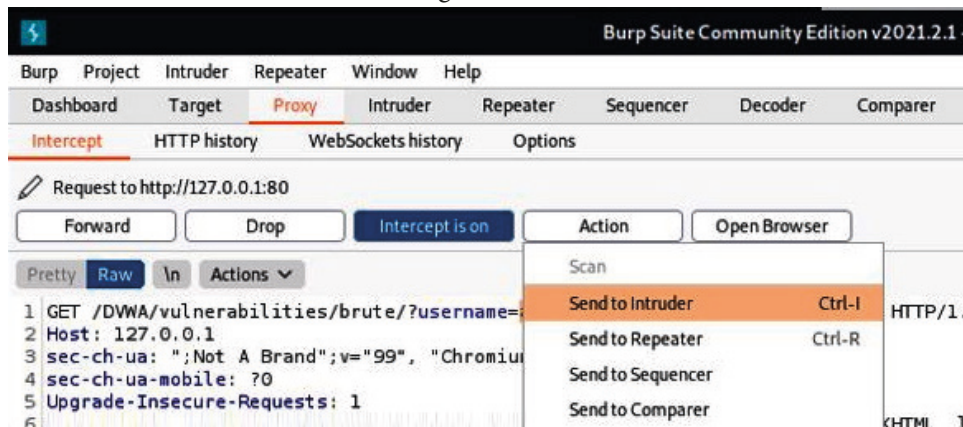 Burp Suite Community Edition v2021.2.1
Burp Project Intruder Repeater Window Help
Dashboard Target Proxy Intruder Repeater Sequencer Decoder Comparer
Intercept HTTP history WebSockets history Options
Request to http://127.0.0.1:80
Forward Drop Intercept is on Action Open Browser
Pretty Raw \n Actions
Scan
Send to Intruder Ctrl-I
Send to Repeater Ctrl-R
Send to Sequencer
Send to Comparer
1 GET /DVWA/vulnerabilities/brute/?username= HTTP/1.
2 Host: 127.0.0.1
3 sec-ch-ua: ";Not A Brand";v="99", "Chromiu
4 sec-ch-ua-mobile: ?0
5 Upgrade-Insecure-Requests: 1
6